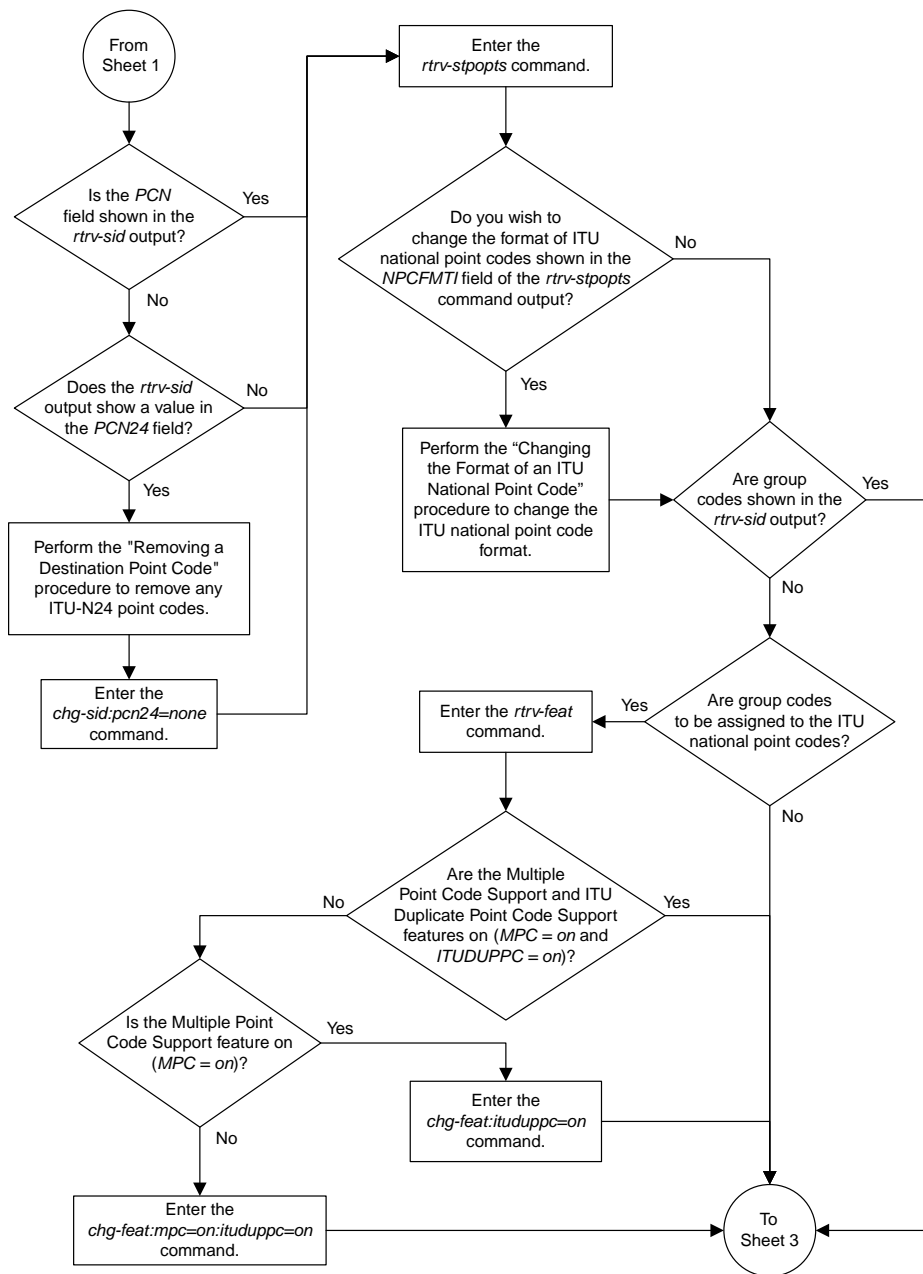 From
Sheet 1
Is the PCN
field shown in the
rtrv-sid output?
Yes
No
Does the rtrv-sid
output show a value in
the PCN24 field?
No
Yes
Perform the "Removing a
Destination Point Code"
procedure to remove any
ITU-N24 point codes.
Enter the
chg-sid:pcn24=none
command.
Enter the
rtrv-stpopts command.
Do you wish to
change the format of ITU
national point codes shown in the
NPCFMTI field of the rtrv-stpopts
command output?
No
Yes
Perform the “Changing
the Format of an ITU
National Point Code”
procedure to change the
ITU national point code
format.
Are group
codes shown in the
rtrv-sid output?
Yes
No
Are group codes
to be assigned to the ITU
national point codes?
Yes
No
Enter the rtrv-feat
command.
Are the Multiple
Point Code Support and ITU
Duplicate Point Code Support
features on (MPC = on and
ITUDUPPC = on)?
No
Yes
Is the Multiple Point
Code Support feature on
(MPC = on)?
Yes
No
Enter the
chg-feat:ituduppc=on
command.
Enter the
chg-feat:mpc=on:ituduppc=on
command.
To
Sheet 3